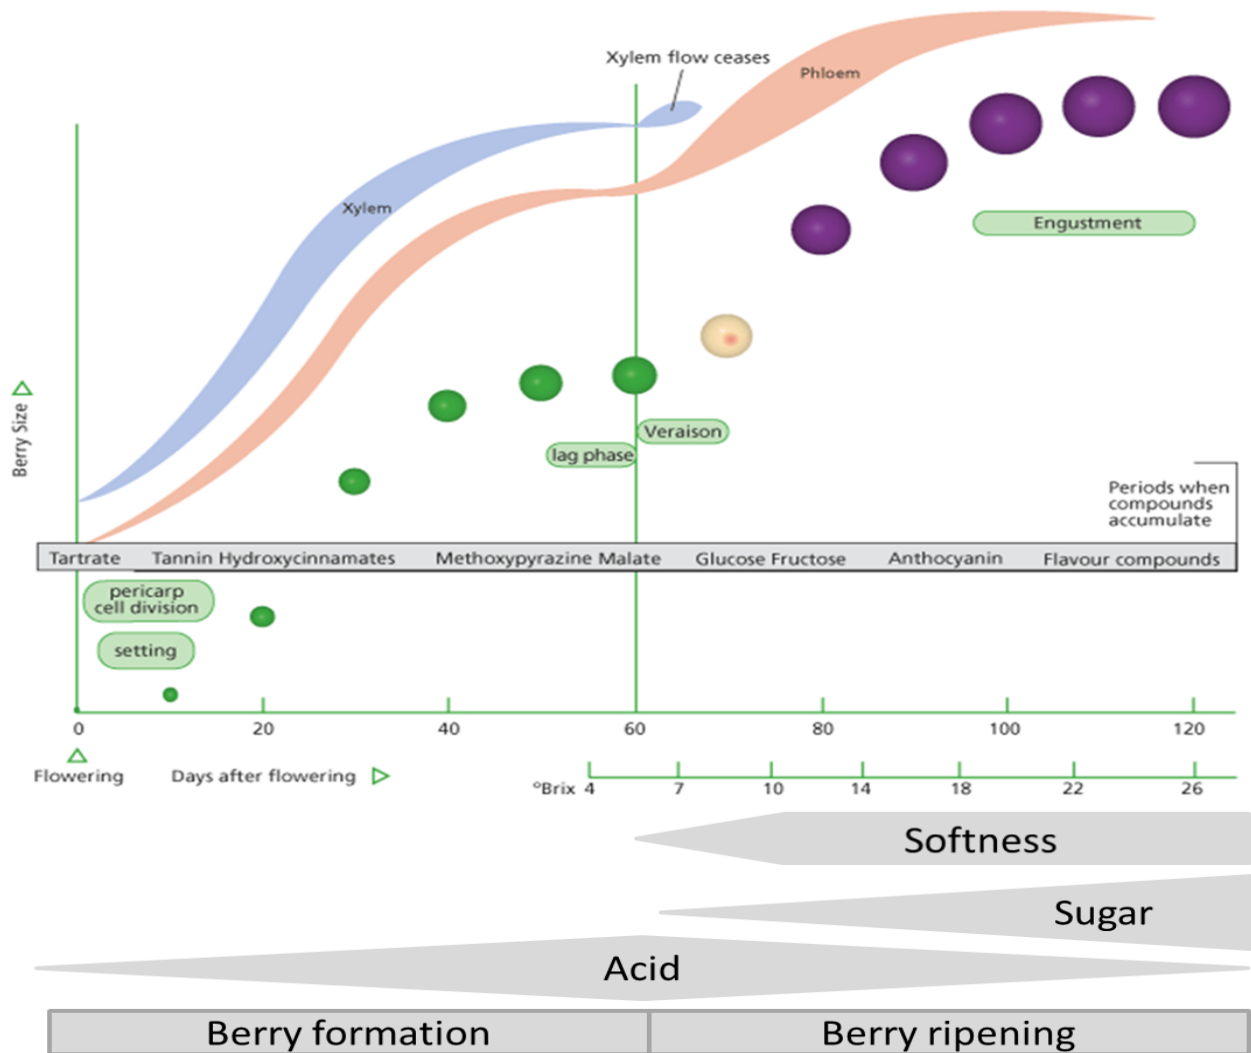 Xylem flow ceases
Phloem
Xylem
Engustment
Berry Size
Veraison
lag phase
Periods when
compounds
accumulate
Tartrate Tannin Hydroxycinnamates Methoxypyrazine Malate Glucose Fructose Anthocyanin Flavour compounds
pericarp
cell division
setting
0 20 40 60 80 100 120
Flowering Days after flowering
ºBrix 4 7 10 14 18 22 26
Softness
Sugar
Acid
Berry formation Berry ripening